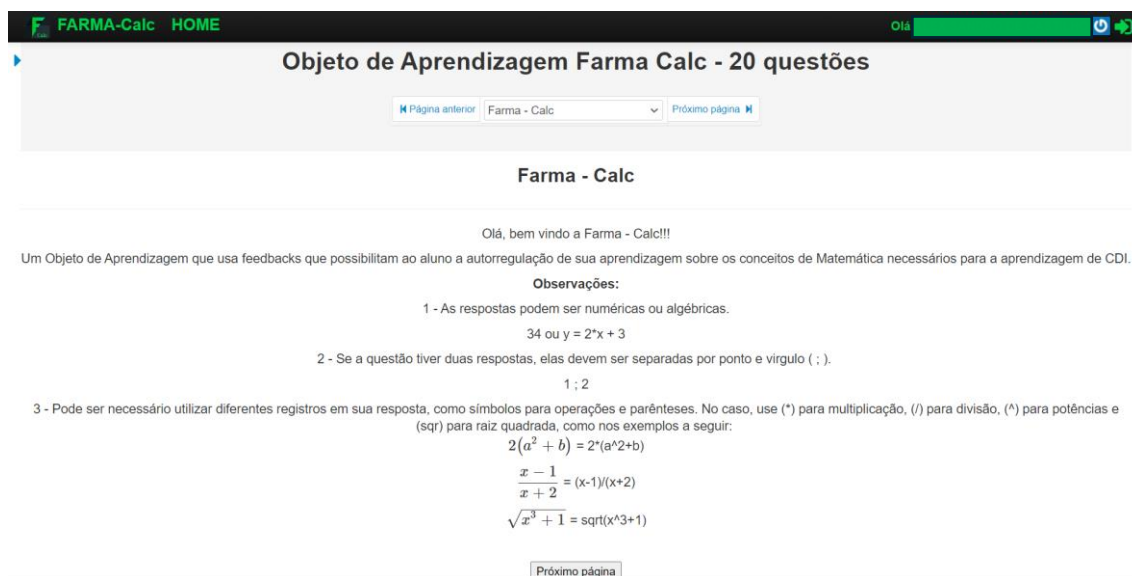 FARMA-Calc HOME Olá
Objeto de Aprendizagem Farma Calc - 20 questões
Página anterior Farma - Calc Próximo página
Farma - Calc
Olá, bem vindo a Farma - Calc!!!
Um Objeto de Aprendizagem que usa feedbacks que possibilitam ao aluno a autorregulação de sua aprendizagem sobre os conceitos de Matemática necessários para a aprendizagem de CDI.
Observações:
1 - As respostas podem ser numéricas ou algébricas.
34 ou y = 2*x + 3
2 - Se a questão tiver duas respostas, elas devem ser separadas por ponto e virgulo ( ; ).
1 ; 2
3 - Pode ser necessário utilizar diferentes registros em sua resposta, como símbolos para operações e parênteses. No caso, use (*) para multiplicação, (/) para divisão, (^) para potências e
(sqr) para raiz quadrada, como nos exemplos a seguir:
2(a² + b) = 2*(a^2+b)
x − 1
x + 2 = (x-1)/(x+2)
√x³ + 1 = sqrt(x^3+1)
Próximo página